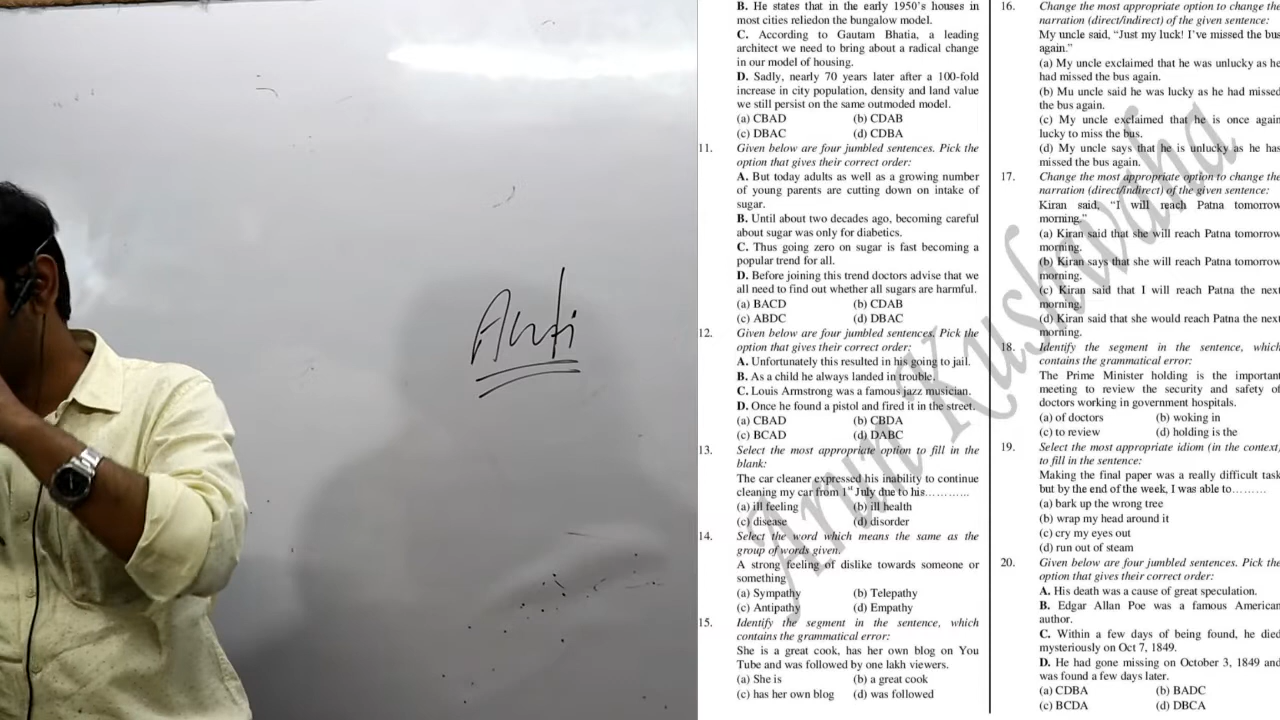 Anti
B. He states that in the early 1950's houses in
most cities reliedon the bungalow model.
C. According to Gautam Bhatia, a leading
architect we need to bring about a radical change
in our model of housing.
D. Sadly, nearly 70 years later after a 100-fold
increase in city population, density and land value
we still persist on the same outmoded model.
(a) CBAD (b) CDAB
(c) DBAC (d) CDBA
11. Given below are four jumbled sentences. Pick the
option that gives their correct order:
A. But today adults as well as a growing number
of young parents are cutting down on intake of
sugar.
B. Until about two decades ago, becoming careful
about sugar was only for diabetics.
C. Thus going zero on sugar is fast becoming a
popular trend for all.
D. Before joining this trend doctors advise that we
all need to find out whether all sugars are harmful.
(a) BACD (b) CDAB
(c) ABDC (d) DBAC
12. Given below are four jumbled sentences. Pick the
option that gives their correct order:
A. Unfortunately this resulted in his going to jail.
B. As a child he always landed in trouble.
C. Louis Armstrong was a famous jazz musician.
D. Once he found a pistol and fired it in the street.
(a) CBAD (b) CBDA
(c) BCAD (d) DABC
13. Select the most appropriate option to fill in the
blank:
The car cleaner expressed his inability to continue
cleaning my car from 1st July due to his…………
(a) ill feeling (b) ill health
(c) disease (d) disorder
14. Select the word which means the same as the
group of words given.
A strong feeling of dislike towards someone or
something
(a) Sympathy (b) Telepathy
(c) Antipathy (d) Empathy
15. Identify the segment in the sentence, which
contains the grammatical error:
She is a great cook, has her own blog on You
Tube and was followed by one lakh viewers.
(a) She is (b) a great cook
(c) has her own blog (d) was followed
16. Change the most appropriate option to change the
narration (direct/indirect) of the given sentence:
My uncle said, "Just my luck! I've missed the bus
again."
(a) My uncle exclaimed that he was unlucky as he
had missed the bus again.
(b) Mu uncle said he was lucky as he had missed
the bus again.
(c) My uncle exclaimed that he is once again
lucky to miss the bus.
(d) My uncle says that he is unlucky as he has
missed the bus again.
17. Change the most appropriate option to change the
narration (direct/indirect) of the given sentence:
Kiran said, "I will reach Patna tomorrow
morning."
(a) Kiran said that she will reach Patna tomorrow
morning.
(b) Kiran says that she will reach Patna tomorrow
morning.
(c) Kiran said that I will reach Patna the next
morning.
(d) Kiran said that she would reach Patna the next
morning.
18. Identify the segment in the sentence, which
contains the grammatical error:
The Prime Minister holding is the important
meeting to review the security and safety of
doctors working in government hospitals.
(a) of doctors (b) woking in
(c) to review (d) holding is the
19. Select the most appropriate idiom (in the context)
to fill in the sentence:
Making the final paper was a really difficult task
but by the end of the week, I was able to………
(a) bark up the wrong tree
(b) wrap my head around it
(c) cry my eyes out
(d) run out of steam
20. Given below are four jumbled sentences. Pick the
option that gives their correct order:
A. His death was a cause of great speculation.
B. Edgar Allan Poe was a famous American
author.
C. Within a few days of being found, he died
mysteriously on Oct 7, 1849.
D. He had gone missing on October 3, 1849 and
was found a few days later.
(a) CDBA (b) BADC
(c) BCDA (d) DBCA
Arun Kushwaha